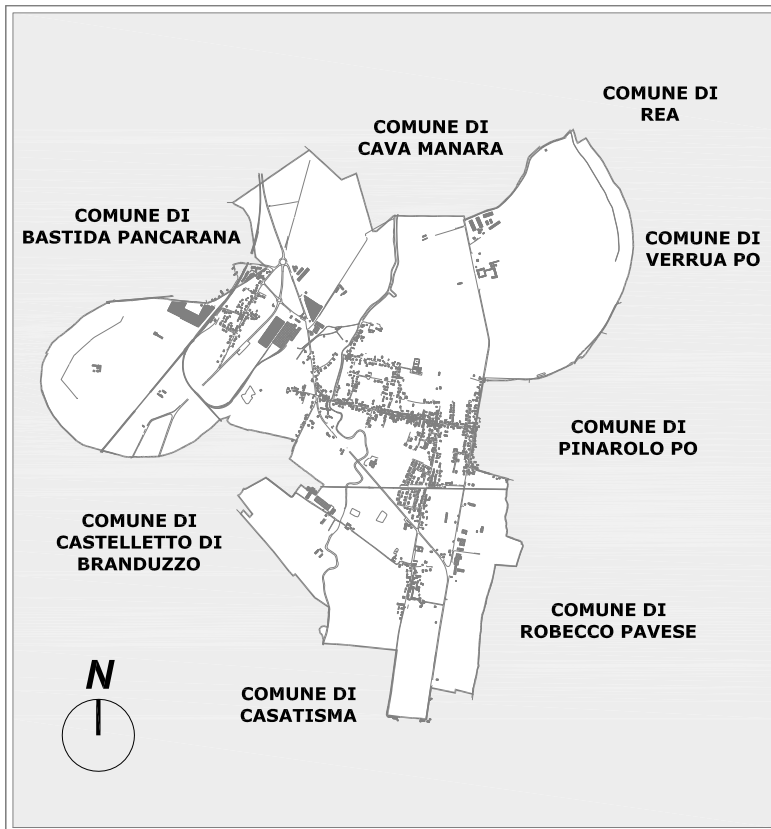 COMUNE DI
REA
COMUNE DI
CAVA MANARA
COMUNE DI
BASTIDA PANCARANA
COMUNE DI
VERRUA PO
COMUNE DI
PINAROLO PO
COMUNE DI
CASTELLETTO DI
BRANDUZZO
COMUNE DI
ROBECCO PAVESE
N
COMUNE DI
CASATISMA